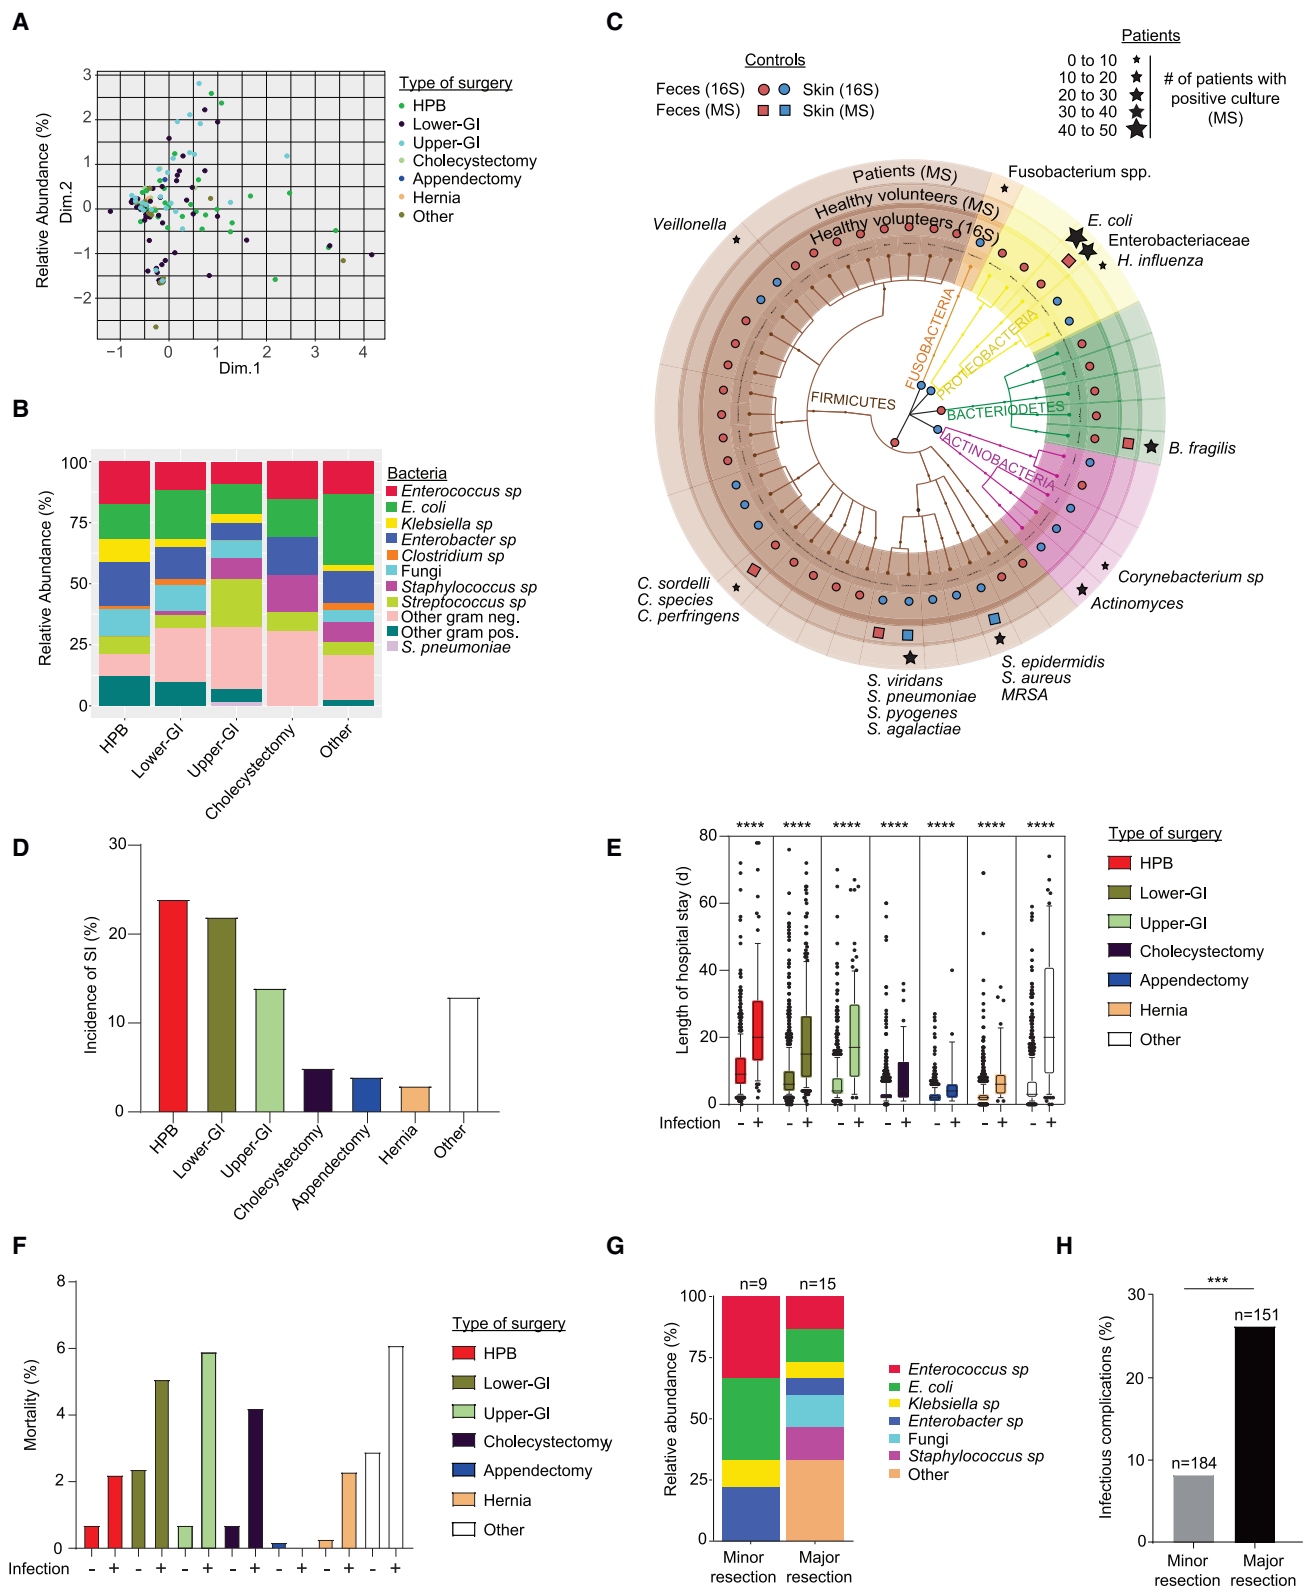 A
Type of surgery
HPB
Lower-GI
Upper-GI
Cholecystectomy
Appendectomy
Hernia
Other
Relative Abundance (%)
Dim.2
3
2
1
0
−1
−2
−1
0
1
2
3
4
Dim.1
B
Relative Abundance (%)
100
75
50
25
0
HPB
Lower-GI
Upper-GI
Cholecystectomy
Other
Bacteria
Enterococcus sp
E. coli
Klebsiella sp
Enterobacter sp
Clostridium sp
Fungi
Staphylococcus sp
Streptococcus sp
Other gram neg.
Other gram pos.
S. pneumoniae
C
Controls
Feces (16S)
Skin (16S)
Feces (MS)
Skin (MS)
Patients
0 to 10
10 to 20
20 to 30
30 to 40
40 to 50
# of patients with
positive culture
(MS)
Patients (MS)
Healthy volunteers (MS)
Healthy volunteers (16S)
Fusobacterium spp.
Veillonella
E. coli
Enterobacteriaceae
H. influenza
FUSOBACTERIA
PROTEOBACTERIA
FIRMICUTES
BACTERIODETES
ACTINOBACTERIA
B. fragilis
Corynebacterium sp
Actinomyces
C. sordelli
C. species
C. perfringens
S. viridans
S. pneumoniae
S. pyogenes
S. agalactiae
S. epidermidis
S. aureus
MRSA
D
Incidence of SI (%)
30
20
10
0
HPB
Lower-GI
Upper-GI
Cholecystectomy
Appendectomy
Hernia
Other
E
Length of hospital stay (d)
80
60
40
20
0
**** **** **** **** **** **** ****
Infection - + - + - + - + - + - + - +
Type of surgery
HPB
Lower-GI
Upper-GI
Cholecystectomy
Appendectomy
Hernia
Other
F
Mortality (%)
8
6
4
2
0
Infection - + - + - + - + - + - + - +
Type of surgery
HPB
Lower-GI
Upper-GI
Cholecystectomy
Appendectomy
Hernia
Other
G
n=9 n=15
Relative abundance (%)
100
75
50
25
0
Minor
resection
Major
resection
Enterococcus sp
E. coli
Klebsiella sp
Enterobacter sp
Fungi
Staphylococcus sp
Other
H
***
n=151
n=184
Infectious complications (%)
30
20
10
0
Minor
resection
Major
resection